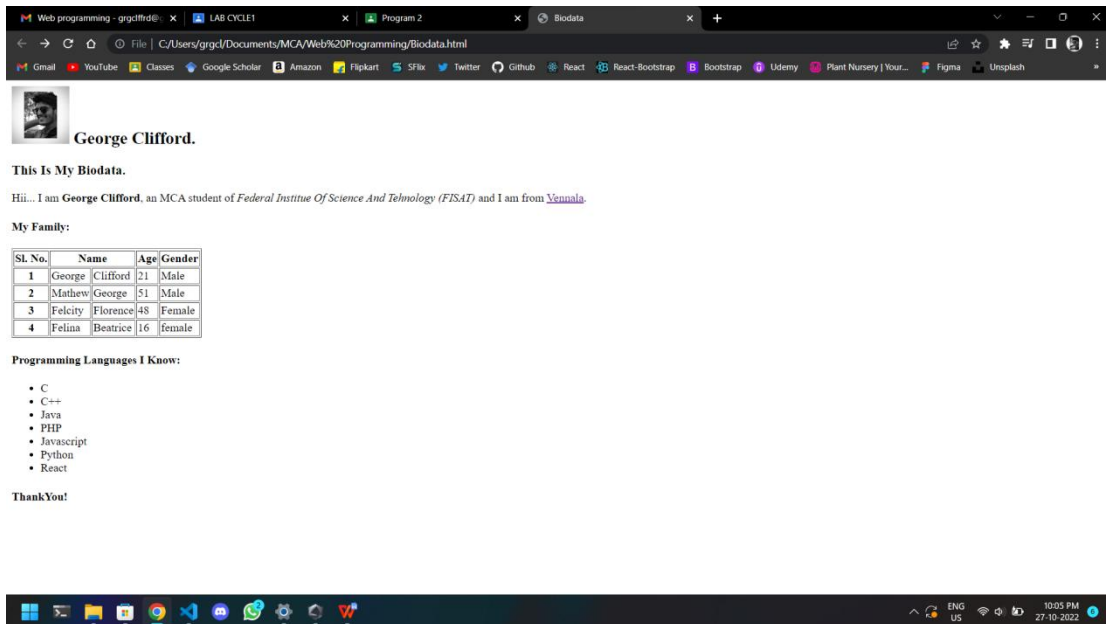 Web programming - grgclffrd@g
LAB CYCLE1
Program 2
Biodata
File | C:/Users/grgcl/Documents/MCA/Web%20Programming/Biodata.html
Gmail YouTube Classes Google Scholar Amazon Flipkart SFlix Twitter Github React React-Bootstrap Bootstrap Udemy Plant Nursery | Your... Figma Unsplash »
George Clifford.
This Is My Biodata.
Hii... I am George Clifford, an MCA student of Federal Institue Of Science And Tehnology (FISAT) and I am from Vennala.
My Family:
Sl. No. Name Age Gender
1 George Clifford 21 Male
2 Mathew George 51 Male
3 Felcity Florence 48 Female
4 Felina Beatrice 16 female
Programming Languages I Know:
C
C++
Java
PHP
Javascript
Python
React
ThankYou!
ENG
US
10:05 PM
27-10-2022